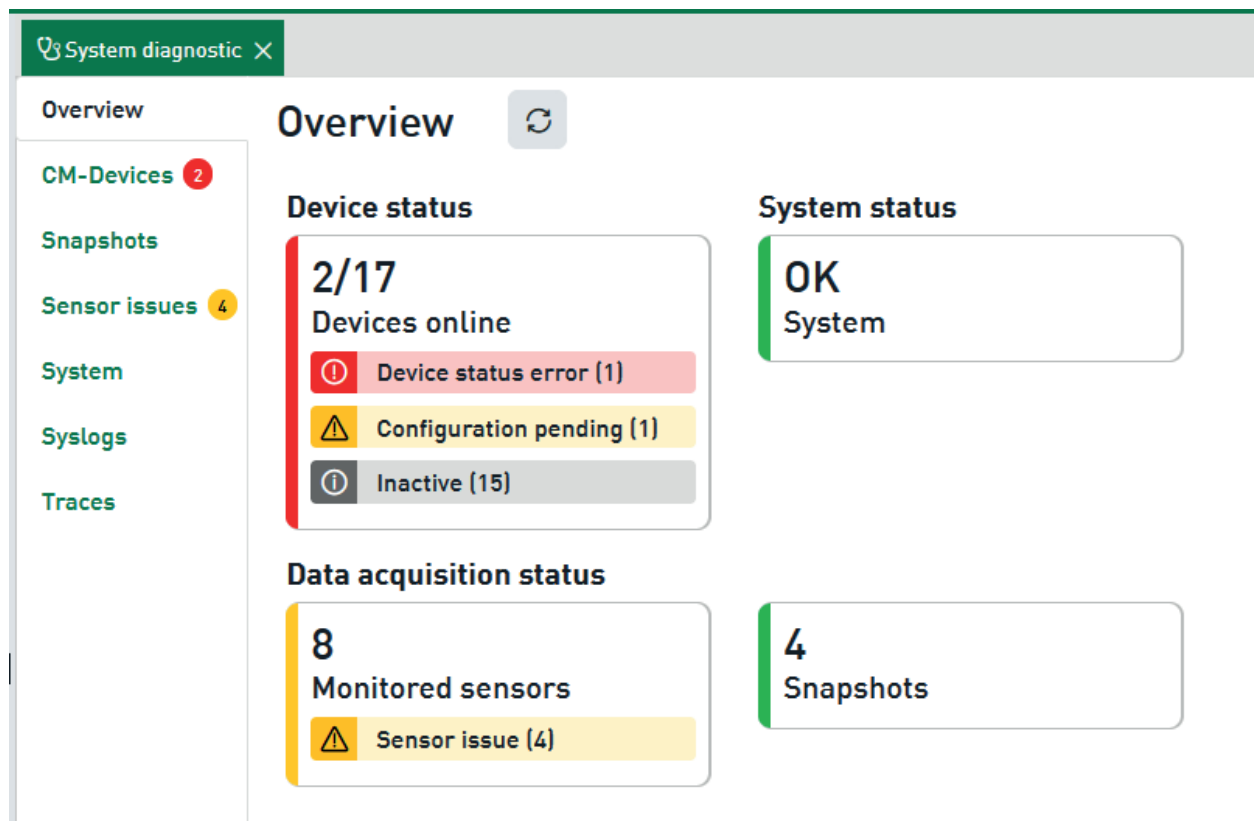 System diagnostic
Overview
CM-Devices 2
Snapshots
Sensor issues 4
System
Syslogs
Traces
Overview
Device status
2/17
Devices online
Device status error (1)
Configuration pending (1)
Inactive (15)
System status
OK
System
Data acquisition status
8
Monitored sensors
Sensor issue (4)
4
Snapshots